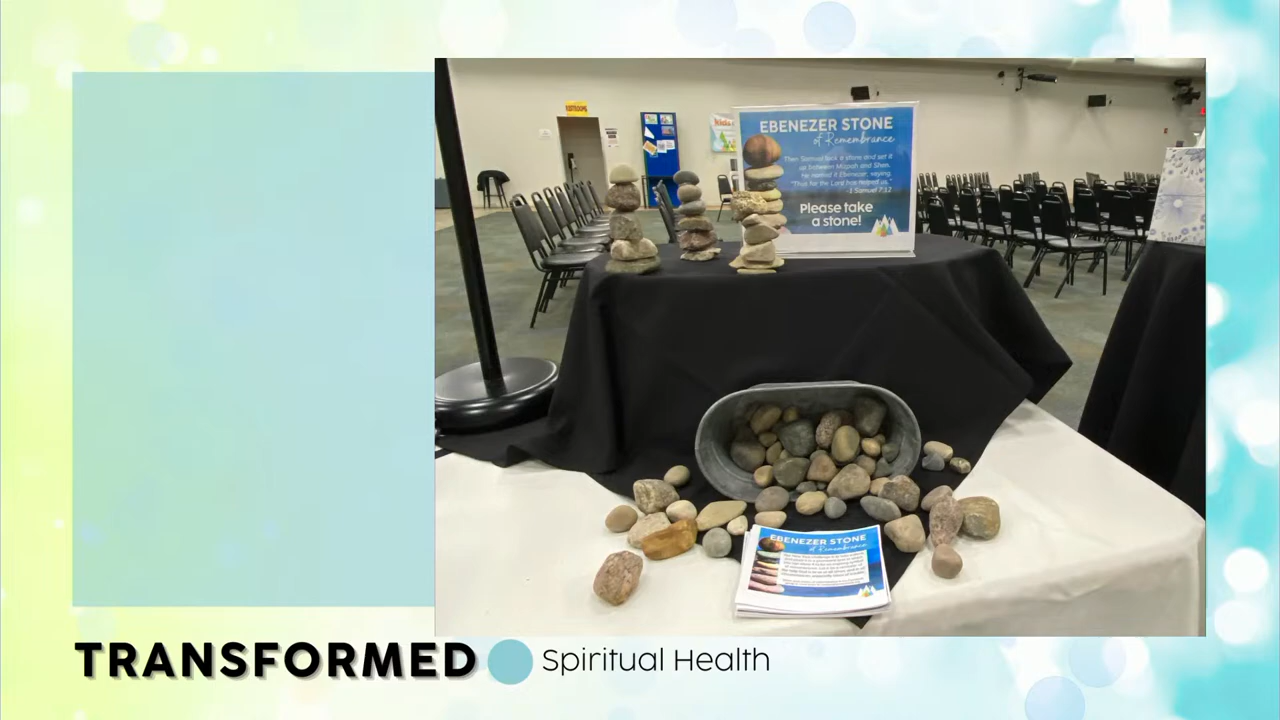 RESTROOMS
Kids
EBENEZER STONE
of Remembrance
Then Samuel took a stone and set it
up between Mizpah and Shen.
He named it Ebenezer, saying,
"Thus far the Lord has helped us."
-1 Samuel 7:12
Please take
a stone!
EBENEZER STONE
of Remembrance
TRANSFORMED
Spiritual Health